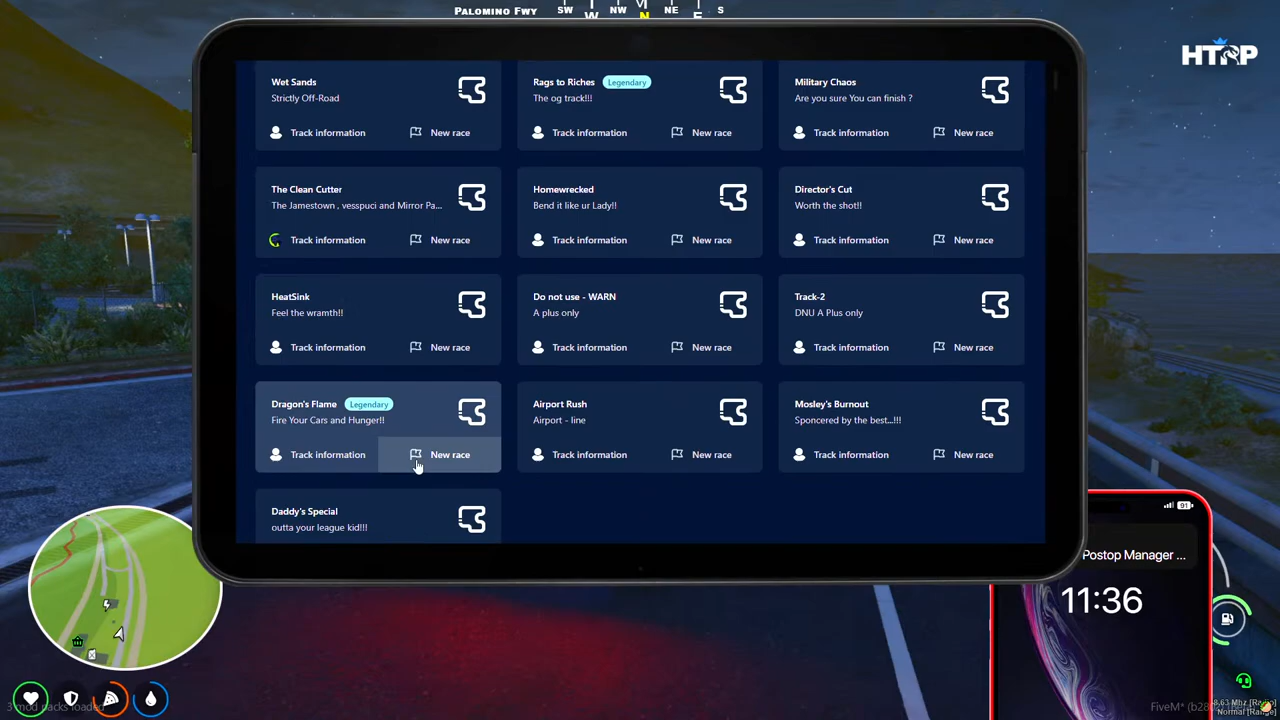 PALOMINO FWY
SW W NW N NE E S
HTRP
Wet Sands
Strictly Off-Road
Track information New race
Rags to Riches Legendary
The og track!!!
Track information New race
Military Chaos
Are you sure You can finish ?
Track information New race
The Clean Cutter
The Jamestown , vesspuci and Mirror Pa...
Track information New race
Homewrecked
Bend it like ur Lady!!
Track information New race
Director's Cut
Worth the shot!!
Track information New race
HeatSink
Feel the wramth!!
Track information New race
Do not use - WARN
A plus only
Track information New race
Track-2
DNU A Plus only
Track information New race
Dragon's Flame Legendary
Fire Your Cars and Hunger!!
Track information New race
Airport Rush
Airport - line
Track information New race
Mosley's Burnout
Sponcered by the best...!!!
Track information New race
Daddy's Special
outta your league kid!!!
91
Postop Manager ...
11:36
3 mod packs loaded
FiveM*
Normal